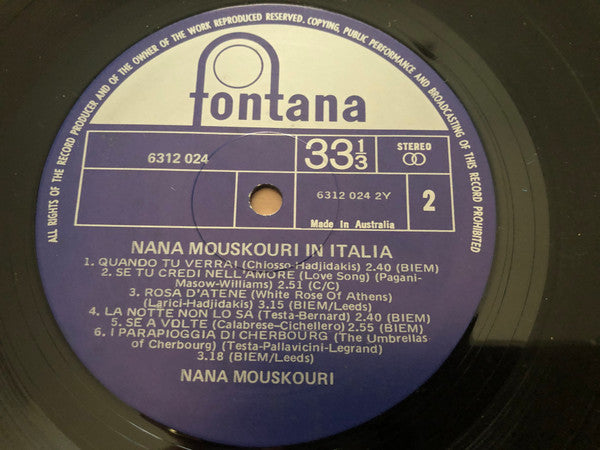 ALL RIGHTS OF THE RECORD PRODUCER AND OF THE OWNER OF THE WORK REPRODUCED RESERVED. COPYING, PUBLIC PERFORMANCE AND BROADCASTING OF THIS RECORD PROHIBITED
fontana
6312 024
33 1/3
STEREO
6312 024 2Y
2
Made in Australia
NANA MOUSKOURI IN ITALIA
1. QUANDO TU VERRAI (Chiosso-Hadjidakis) 2.40 (BIEM)
2. SE TU CREDI NELL'AMORE (Love Song) (Pagani-
Masow-Williams) 2.51 (C/C)
3. ROSA D'ATENE (White Rose Of Athens)
(Larici-Hadjidakis) 3.15 (BIEM/Leeds)
4. LA NOTTE NON LO SA (Testa-Bernard) 2.40 (BIEM)
5. SE A VOLTE (Calabrese-Cichellero) 2.55 (BIEM)
6. I PARAPIOGGIA DI CHERBOURG (The Umbrellas
of Cherbourg) (Testa-Pallavicini-Legrand)
3.18 (BIEM/Leeds)
NANA MOUSKOURI